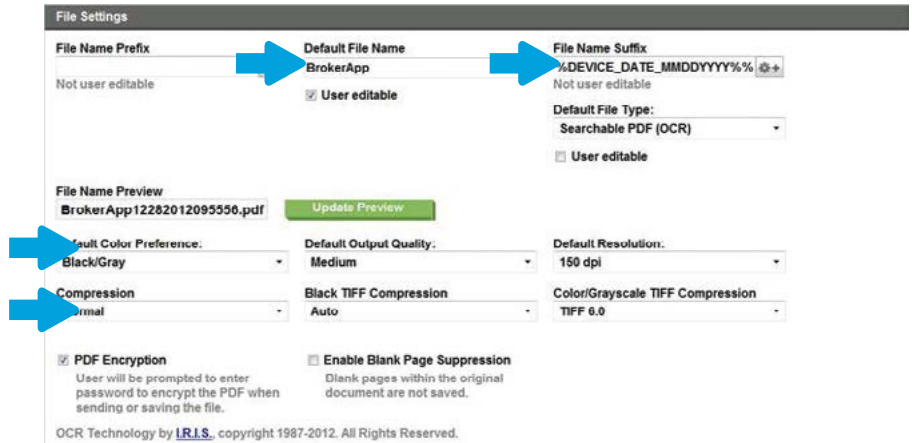 File Settings
File Name Prefix
Default File Name
File Name Suffix
BrokerApp
%DEVICE_DATE_MMDDYYYY%%
Not user editable
User editable
Not user editable
Default File Type:
Searchable PDF (OCR)
User editable
File Name Preview
BrokerApp12282012095556.pdf
Update Preview
Color Preference:
Default Output Quality:
Default Resolution:
Black/Gray
Medium
150 dpi
Compression
Black TIFF Compression
Color/Grayscale TIFF Compression
Auto
TIFF 6.0
PDF Encryption
Enable Blank Page Suppression
User will be prompted to enter
password to encrypt the PDF when
sending or saving the file.
Blank pages within the original
document are not saved.
OCR Technology by I.R.I.S., copyright 1987-2012. All Rights Reserved.